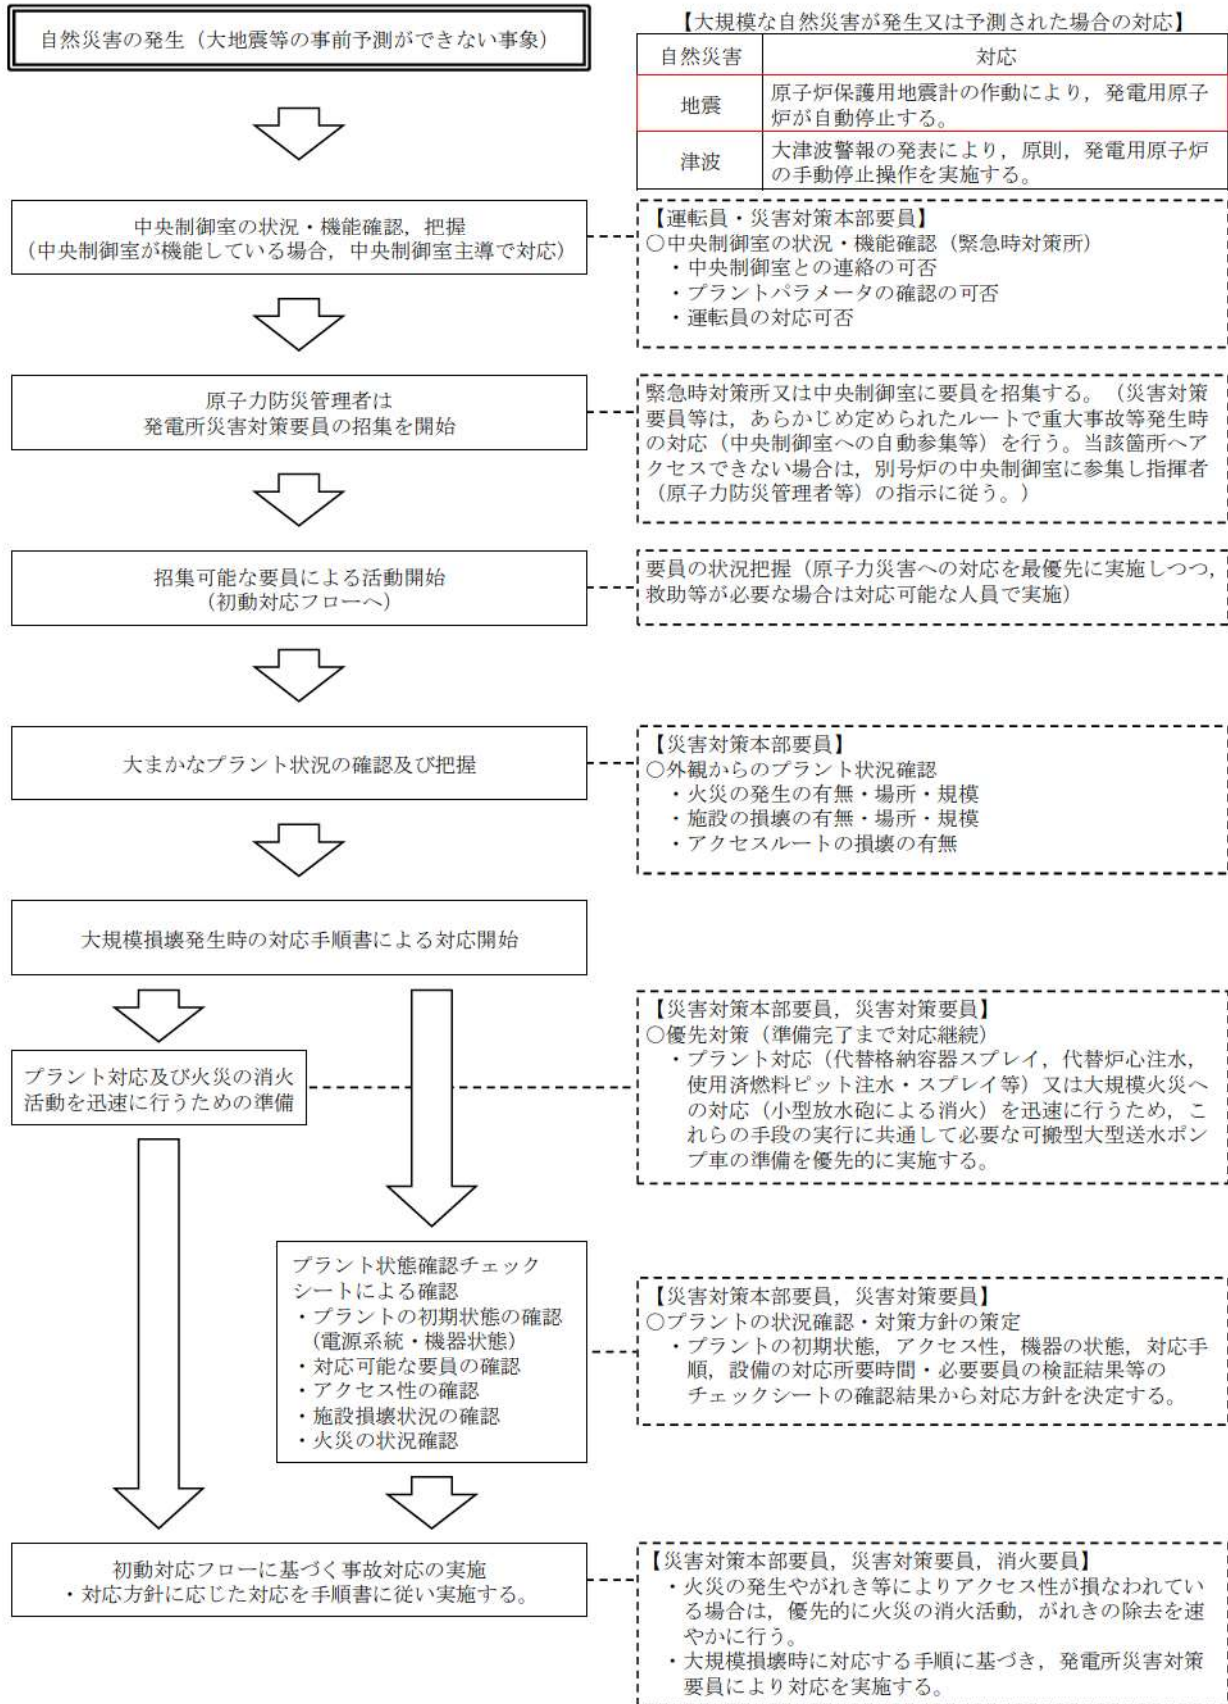 自然災害の発生（大地震等の事前予測ができない事象）
【大規模な自然災害が発生又は予測された場合の対応】
自然災害
対応
地震
原子炉保護用地震計の作動により，発電用原子
炉が自動停止する。
津波
大津波警報の発表により，原則，発電用原子炉
の手動停止操作を実施する。
中央制御室の状況・機能確認，把握
（中央制御室が機能している場合，中央制御室主導で対応）
【運転員・災害対策本部要員】
○中央制御室の状況・機能確認（緊急時対策所）
・中央制御室との連絡の可否
・プラントパラメータの確認の可否
・運転員の対応可否
原子力防災管理者は
発電所災害対策要員の招集を開始
緊急時対策所又は中央制御室に要員を招集する。（災害対策
要員等は，あらかじめ定められたルートで重大事故等発生時
の対応（中央制御室への自動参集等）を行う。当該箇所へア
クセスできない場合は，別号炉の中央制御室に参集し指揮者
（原子力防災管理者等）の指示に従う。）
招集可能な要員による活動開始
（初動対応フローへ）
要員の状況把握（原子力災害への対応を最優先に実施しつつ，
救助等が必要な場合は対応可能な人員で実施）
大まかなプラント状況の確認及び把握
【災害対策本部要員】
○外観からのプラント状況確認
・火災の発生の有無・場所・規模
・施設の損壊の有無・場所・規模
・アクセスルートの損壊の有無
大規模損壊発生時の対応手順書による対応開始
プラント対応及び火災の消火
活動を迅速に行うための準備
【災害対策本部要員，災害対策要員】
○優先対策（準備完了まで対応継続）
・プラント対応（代替格納容器スプレイ，代替炉心注水，
使用済燃料ピット注水・スプレイ等）又は大規模火災へ
の対応（小型放水砲による消火）を迅速に行うため，こ
れらの手段の実行に共通して必要な可搬型大型送水ポン
プ車の準備を優先的に実施する。
プラント状態確認チェック
シートによる確認
・プラントの初期状態の確認
（電源系統・機器状態）
・対応可能な要員の確認
・アクセス性の確認
・施設損壊状況の確認
・火災の状況確認
【災害対策本部要員，災害対策要員】
○プラントの状況確認・対策方針の策定
・プラントの初期状態，アクセス性，機器の状態，対応手
順，設備の対応所要時間・必要要員の検証結果等の
チェックシートの確認結果から対応方針を決定する。
初動対応フローに基づく事故対応の実施
・対応方針に応じた対応を手順書に従い実施する。
【災害対策本部要員，災害対策要員，消火要員】
・火災の発生やがれき等によりアクセス性が損なわれてい
る場合は，優先的に火災の消火活動，がれきの除去を速
やかに行う。
・大規模損壊時に対応する手順に基づき，発電所災害対策
要員により対応を実施する。